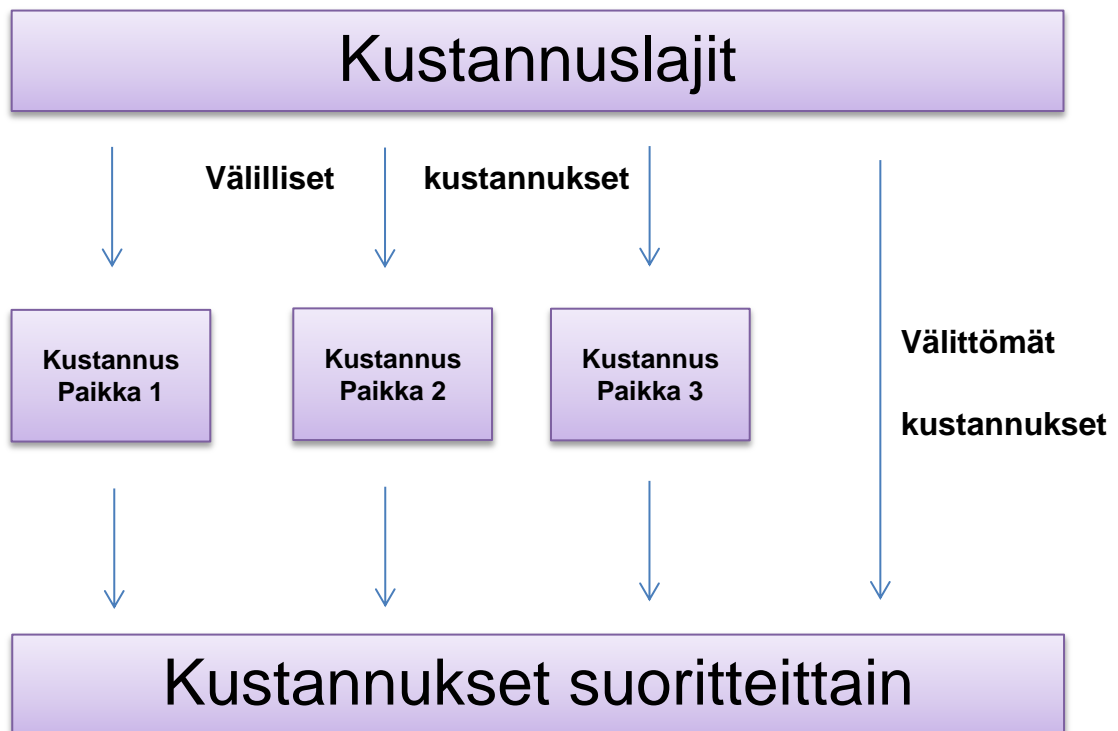 Kustannuslajit
Välilliset kustannukset
Kustannus
Paikka 1
Kustannus
Paikka 2
Kustannus
Paikka 3
Välittömät
kustannukset
Kustannukset suoritteittain